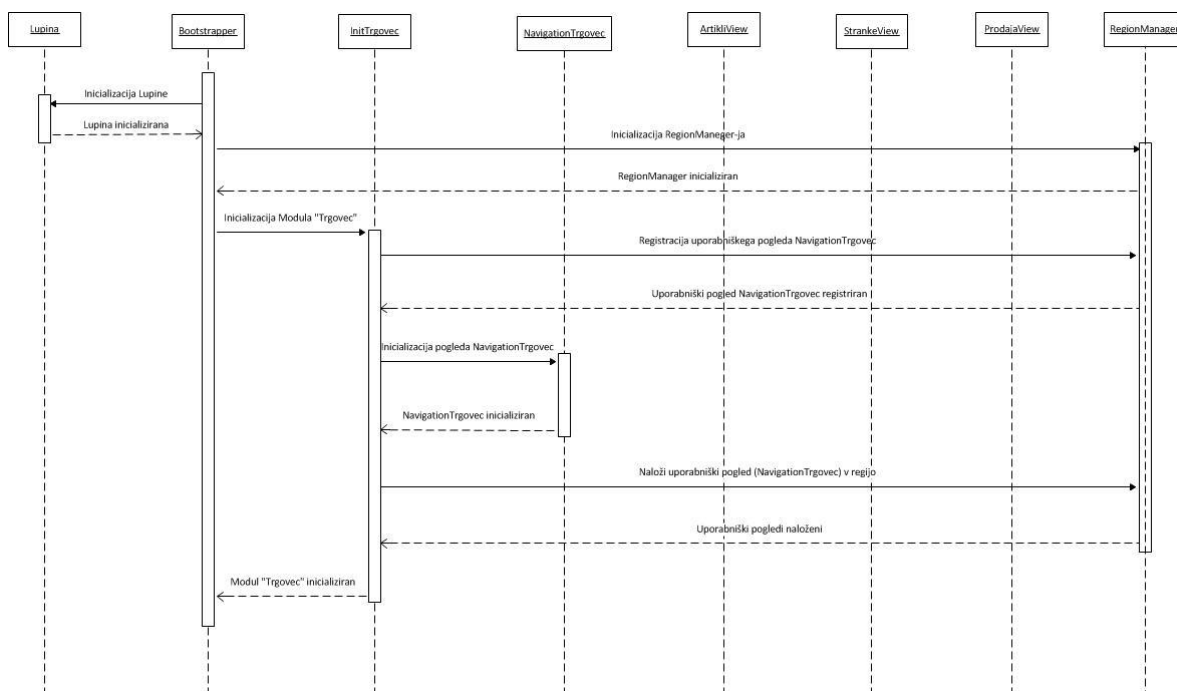 Lupina
Bootstrapper
InitTrgovec
NavigationTrgovec
ArtikliView
StrankeView
ProdajaView
RegionManager
Inicializacija Lupine
Lupina inicializirana
Inicializacija RegionManeger-ja
RegionManager inicializiran
Inicializacija Modula "Trgovec"
Registracija uporabniškega pogleda NavigationTrgovec
Uporabniški pogled NavigationTrgovec registriran
Inicializacija pogleda NavigationTrgovec
NavigationTrgovec inicializiran
Naloži uporabniški pogled (NavigationTrgovec) v regijo
Uporabniški pogledi naloženi
Modul "Trgovec" inicializiran